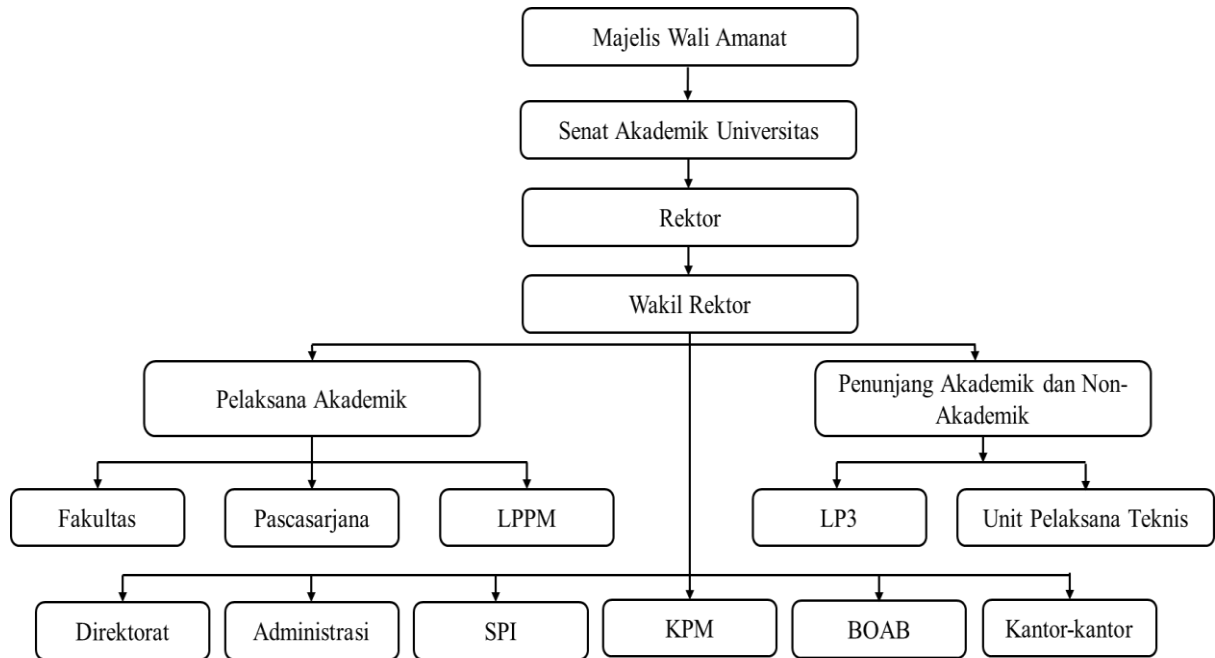 Majelis Wali Amanat
Senat Akademik Universitas
Rektor
Wakil Rektor
Pelaksana Akademik
Penunjang Akademik dan Non-
Akademik
Fakultas
Pascasarjana
LPPM
LP3
Unit Pelaksana Teknis
Direktorat
Administrasi
SPI
KPM
BOAB
Kantor-kantor